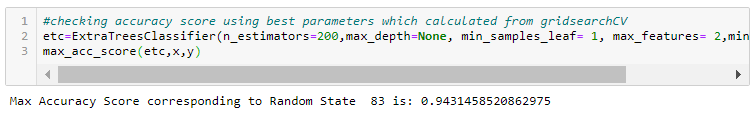 1 #checking accuracy score using best parameters which calculated from gridsearchCV
2 etc=ExtraTreesClassifier(n_estimators=200,max_depth=None, min_samples_leaf= 1, max_features= 2,min
3 max_acc_score(etc,x,y)
Max Accuracy Score corresponding to Random State  83 is: 0.9431458520862975